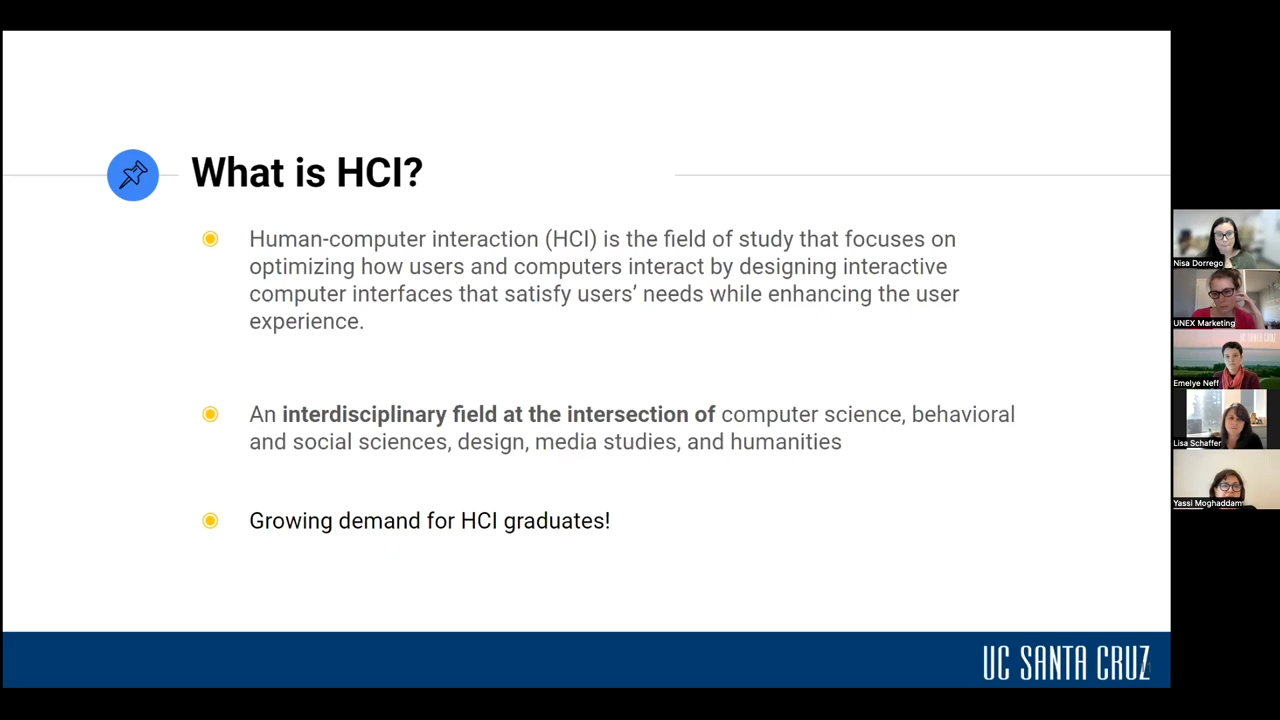 What is HCI?
Human-computer interaction (HCI) is the field of study that focuses on
optimizing how users and computers interact by designing interactive
computer interfaces that satisfy users’ needs while enhancing the user
experience.
An interdisciplinary field at the intersection of computer science, behavioral
and social sciences, design, media studies, and humanities
Growing demand for HCI graduates!
UC SANTA CRUZ
Nisa Dorrego
UNEX Marketing
UC SANTA CRUZ
Emelye Neff
Lisa Schaffer
Yassi Moghaddam